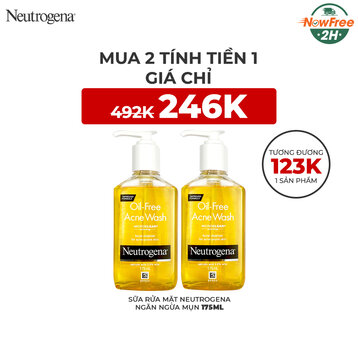 Neutrogena®
NowFree
2H
MUA 2 TÍNH TIỀN 1
GIÁ CHỈ
492K 246K
TƯƠNG ĐƯƠNG
123K
1 SẢN PHẨM
Oil-Free
Acne Wash
Neutrogena
Oil-Free
Acne Wash
Neutrogena
SỮA RỬA MẶT NEUTROGENA
NGĂN NGỪA MỤN 175ML